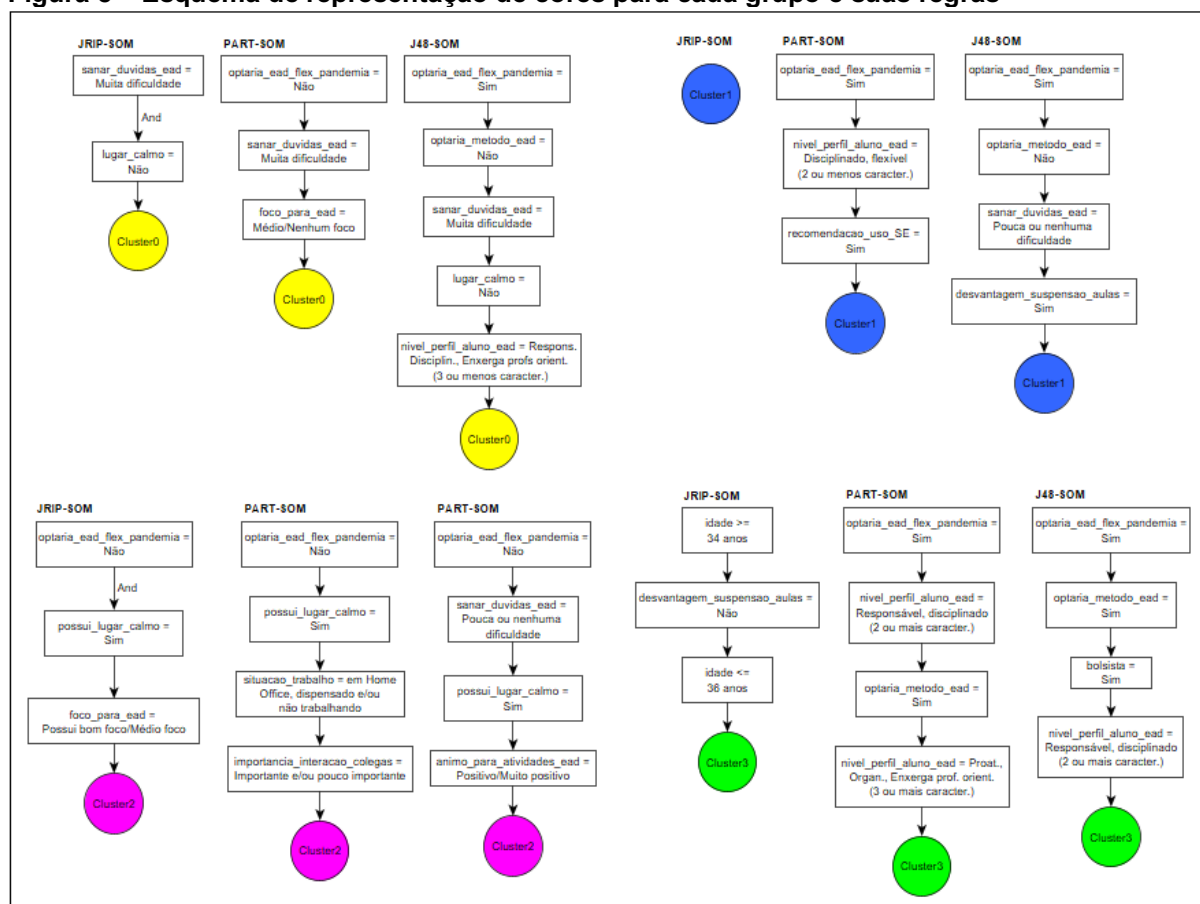 Figura 3 – Esquema de representação de cores para cada grupo e suas regras
JRIP-SOM
sanar_duvidas_ead =
Muita dificuldade
And
lugar_calmo =
Não
Cluster0
PART-SOM
optaria_ead_flex_pandemia =
Não
sanar_duvidas_ead =
Muita dificuldade
foco_para_ead =
Médio/Nenhum foco
Cluster0
J48-SOM
optaria_ead_flex_pandemia =
Sim
optaria_metodo_ead =
Não
sanar_duvidas_ead =
Muita dificuldade
lugar_calmo =
Não
nivel_perfil_aluno_ead = Respons.
Disciplin., Enxerga profs orient.
(3 ou menos caracter.)
Cluster0
JRIP-SOM
Cluster1
PART-SOM
optaria_ead_flex_pandemia =
Sim
nivel_perfil_aluno_ead =
Disciplinado, flexível
(2 ou menos caracter.)
recomendacao_uso_SE =
Sim
Cluster1
J48-SOM
optaria_ead_flex_pandemia =
Sim
optaria_metodo_ead =
Não
sanar_duvidas_ead =
Pouca ou nenhuma
dificuldade
desvantagem_suspensao_aulas =
Sim
Cluster1
JRIP-SOM
optaria_ead_flex_pandemia =
Não
And
possui_lugar_calmo =
Sim
foco_para_ead =
Possui bom foco/Médio foco
Cluster2
PART-SOM
optaria_ead_flex_pandemia =
Não
possui_lugar_calmo =
Sim
situacao_trabalho = em Home
Office, dispensado e/ou
não trabalhando
importancia_interacao_colegas =
Importante e/ou pouco importante
Cluster2
PART-SOM
optaria_ead_flex_pandemia =
Não
sanar_duvidas_ead =
Pouca ou nenhuma
dificuldade
possui_lugar_calmo =
Sim
animo_para_atividades_ead =
Positivo/Muito positivo
Cluster2
JRIP-SOM
idade >=
34 anos
desvantagem_suspensao_aulas =
Não
idade <=
36 anos
Cluster3
PART-SOM
optaria_ead_flex_pandemia =
Sim
nivel_perfil_aluno_ead =
Responsável, disciplinado
(2 ou mais caracter.)
optaria_metodo_ead =
Sim
nivel_perfil_aluno_ead = Proat.,
Organ., Enxerga prof. orient.
(3 ou mais caracter.)
Cluster3
J48-SOM
optaria_ead_flex_pandemia =
Sim
optaria_metodo_ead =
Sim
bolsista =
Sim
nivel_perfil_aluno_ead =
Responsável, disciplinado
(2 ou mais caracter.)
Cluster3